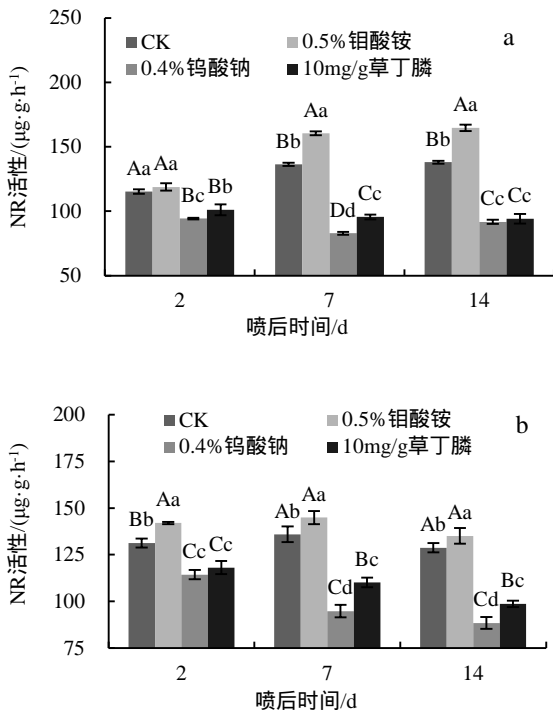 250
a
CK
0.5%钼酸铵
0.4%钨酸钠
10mg/g草丁膦
200
150
100
50
NR活性/(μg·g·h⁻¹)
Aa Aa Bc Bb
Bb Aa Dd Cc
Bb Aa Cc Cc
2 7 14
喷后时间/d
200
b
CK
0.5%钼酸铵
0.4%钨酸钠
10mg/g草丁膦
175
150
125
100
75
NR活性/(μg·g·h⁻¹)
Bb Aa Cc Cc
Ab Aa Cd Bc
Ab Aa Cd Bc
2 7 14
喷后时间/d